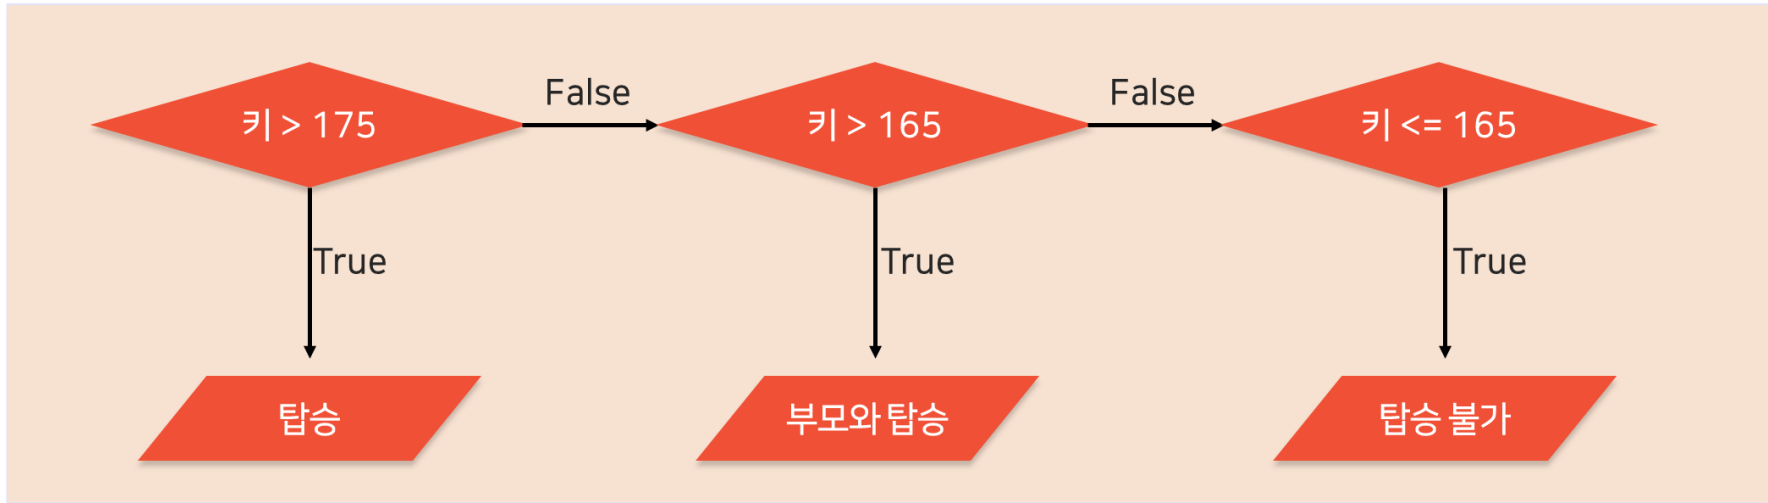 키 > 175
False
키 > 165
False
키 <= 165
True
True
True
탑승
부모와 탑승
탑승 불가